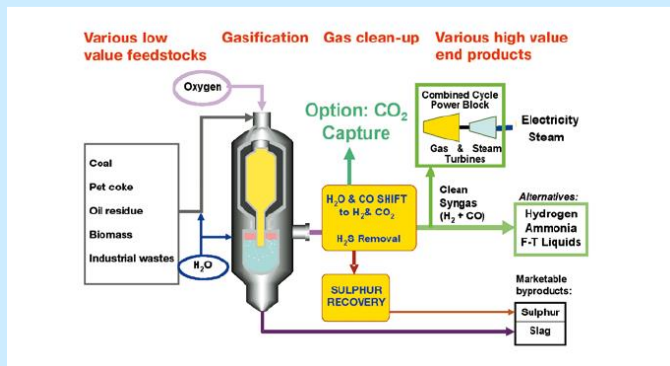 Various low
value feedstocks
Gasification
Gas clean-up
Various high value
end products
Oxygen
Option: CO₂
Capture
Combined Cycle
Power Block
Gas & Steam
Turbines
Electricity
Steam
Coal
Pet coke
Oil residue
Biomass
Industrial wastes
H₂O
H₂O & CO SHIFT
to H₂& CO₂
H₂S Removal
Clean
Syngas
(H₂ + CO)
Alternatives:
Hydrogen
Ammonia
F-T Liquids
SULPHUR
RECOVERY
Marketable
byproducts:
Sulphur
Slag